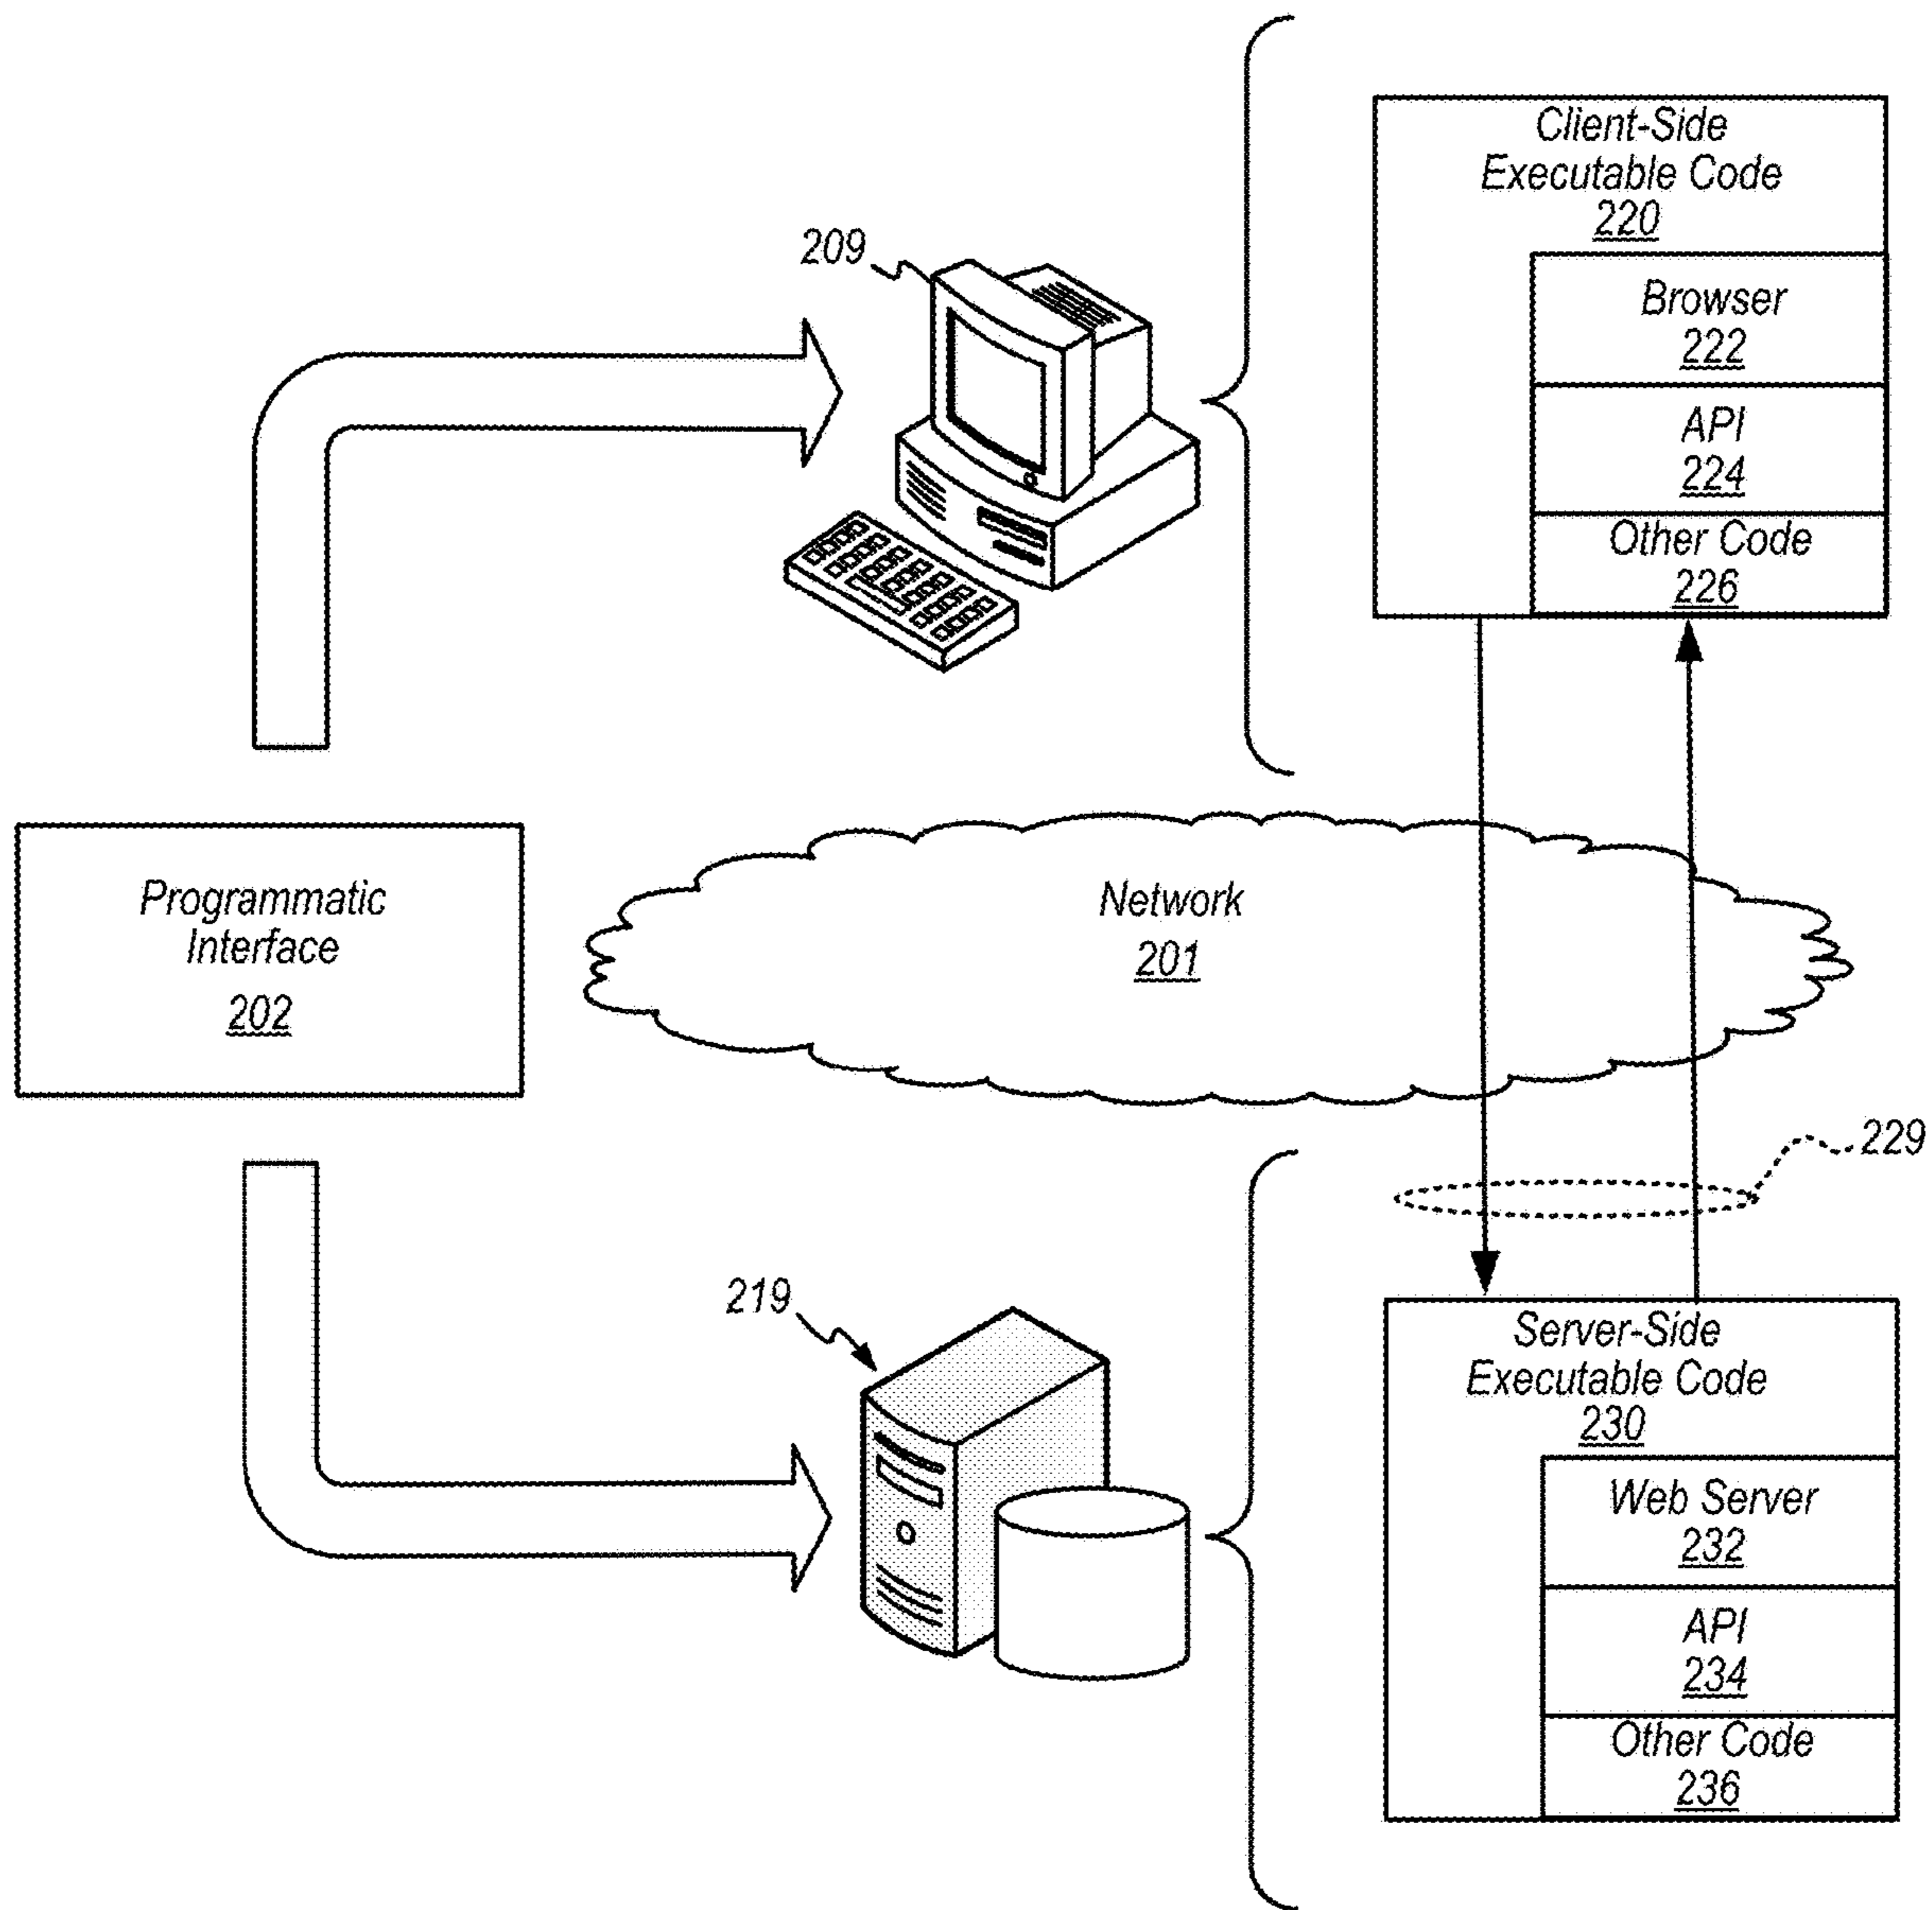 Client-Side
Executable Code
220
Browser
222
API
224
Other Code
226
209
Programmatic
Interface
202
Network
201
229
219
Server-Side
Executable Code
230
Web Server
232
API
234
Other Code
236